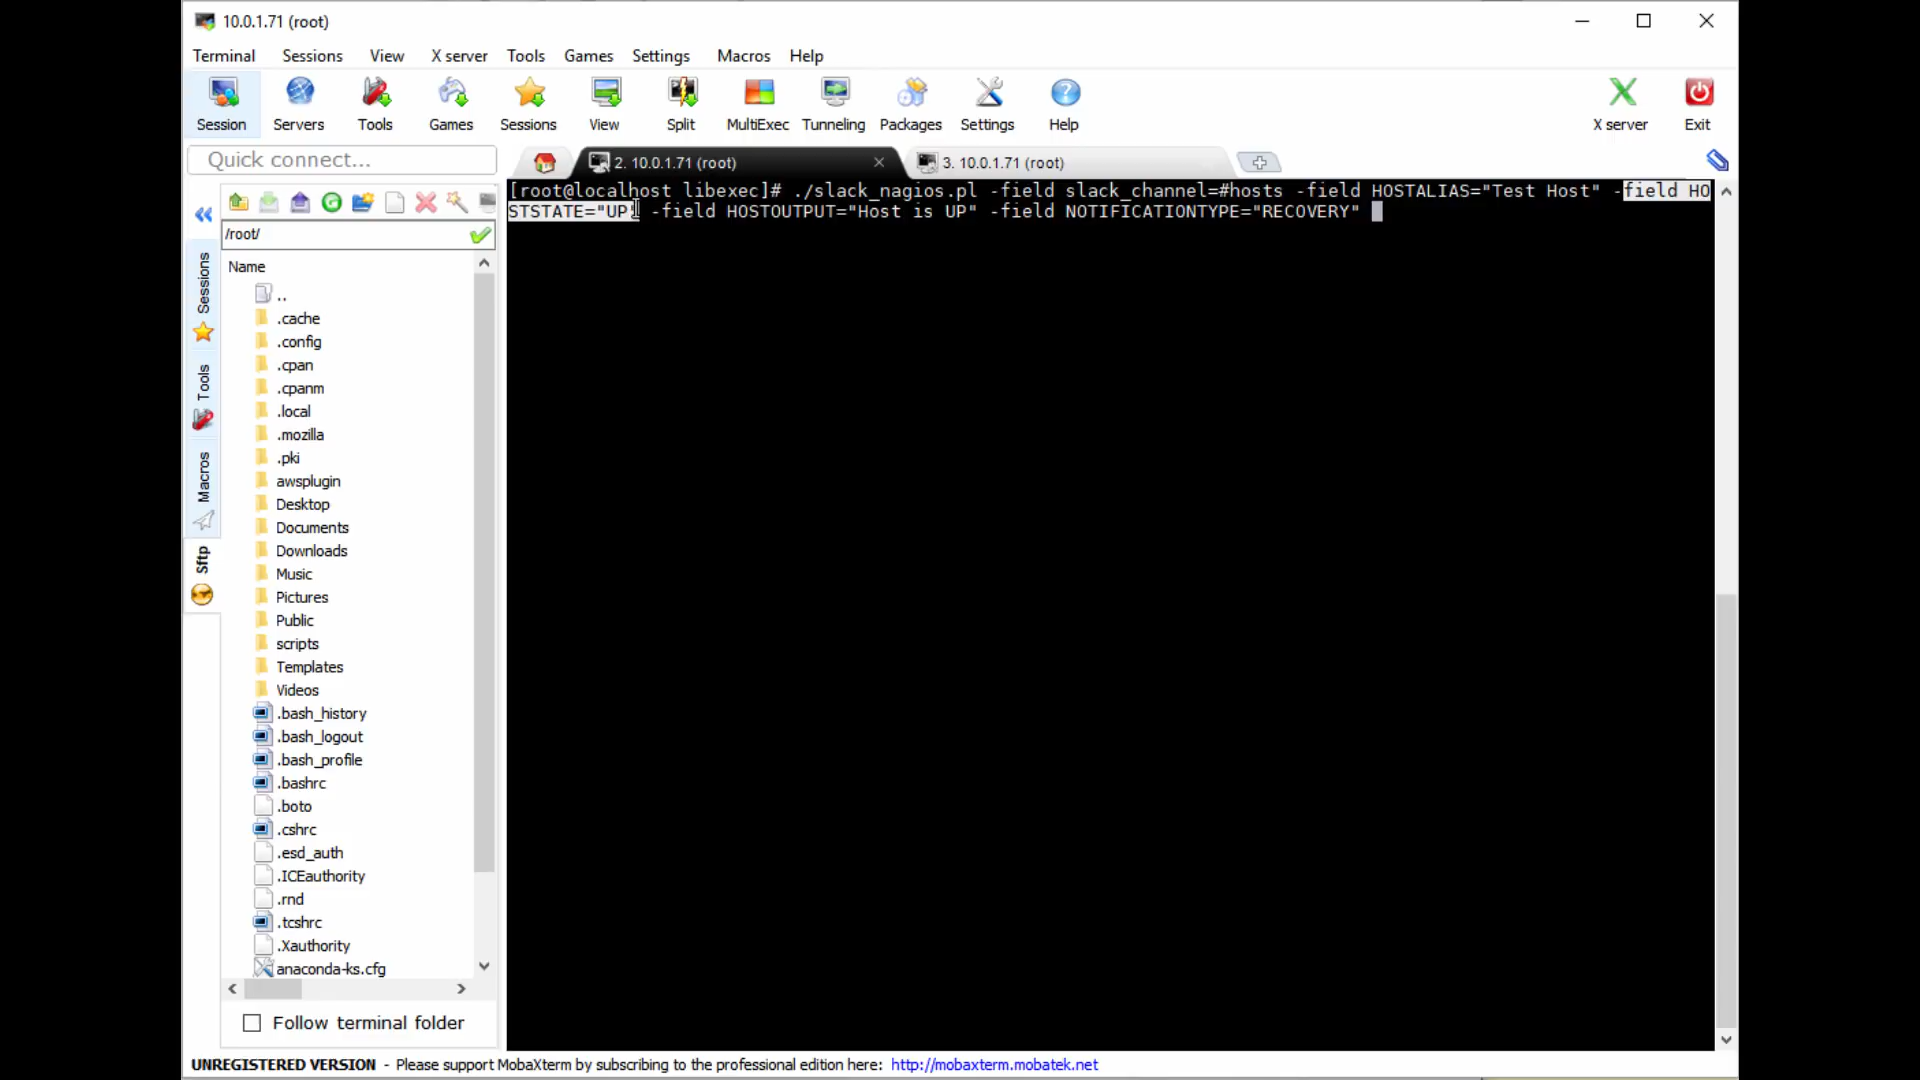 10.0.1.71 (root)
Terminal Sessions View X server Tools Games Settings Macros Help
Session Servers Tools Games Sessions View Split MultiExec Tunneling Packages Settings Help X server Exit
Quick connect...
2. 10.0.1.71 (root)
3. 10.0.1.71 (root)
[root@localhost libexec]# ./slack_nagios.pl -field slack_channel=#hosts -field HOSTALIAS="Test Host" -field HO
STSTATE="UP" -field HOSTOUTPUT="Host is UP" -field NOTIFICATIONTYPE="RECOVERY"
/root/
Name
..
.cache
.config
.cpan
.cpanm
.local
.mozilla
.pki
awsplugin
Desktop
Documents
Downloads
Music
Pictures
Public
scripts
Templates
Videos
.bash_history
.bash_logout
.bash_profile
.bashrc
.boto
.cshrc
.esd_auth
.ICEauthority
.rnd
.tcshrc
.Xauthority
anaconda-ks.cfg
Sessions
Tools
Macros
Sftp
Follow terminal folder
UNREGISTERED VERSION - Please support MobaXterm by subscribing to the professional edition here: http://mobaxterm.mobatek.net